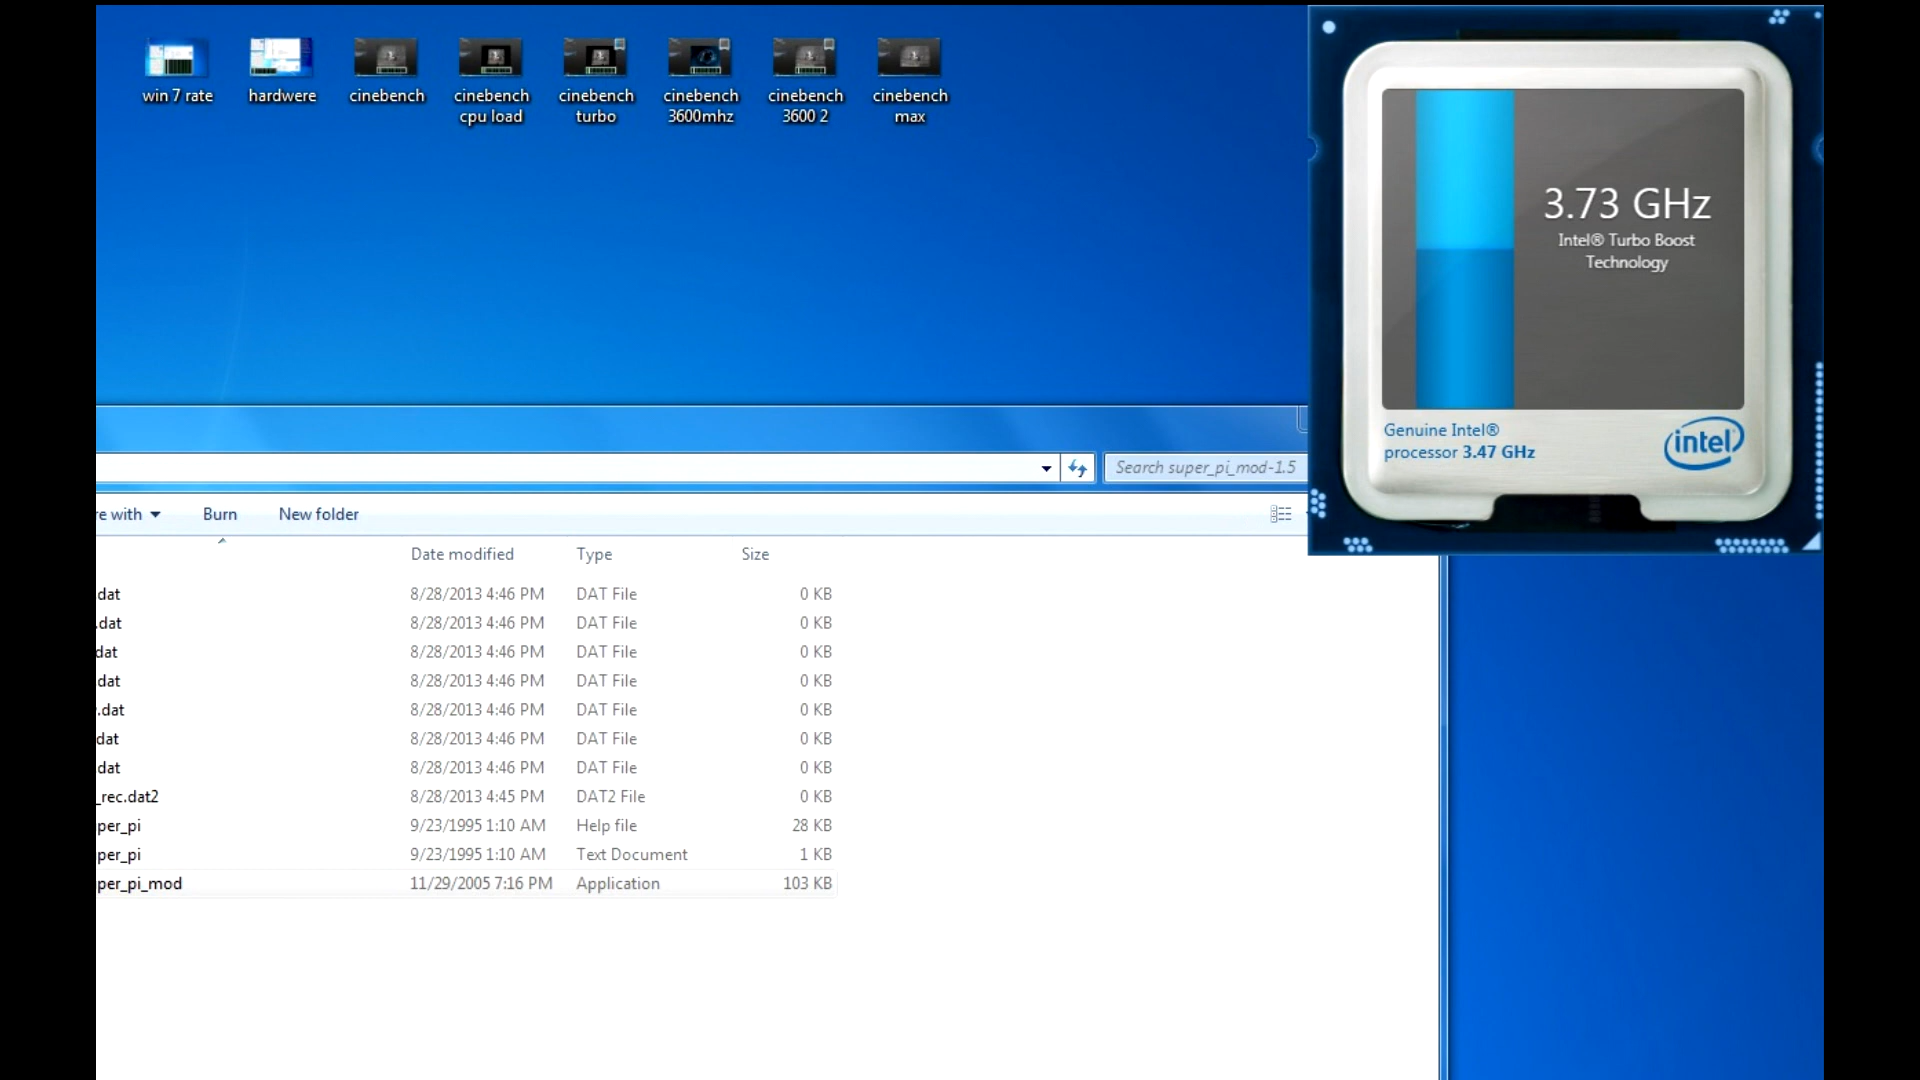 win 7 rate
hardwere
cinebench
cinebench
cpu load
cinebench
turbo
cinebench
3600mhz
cinebench
3600 2
cinebench
max
3.73 GHz
Intel® Turbo Boost
Technology
Genuine Intel®
processor 3.47 GHz
intel
Search super_pi_mod-1.5
re with Burn New folder
Date modified Type Size
dat 8/28/2013 4:46 PM DAT File 0 KB
.dat 8/28/2013 4:46 PM DAT File 0 KB
dat 8/28/2013 4:46 PM DAT File 0 KB
dat 8/28/2013 4:46 PM DAT File 0 KB
.dat 8/28/2013 4:46 PM DAT File 0 KB
dat 8/28/2013 4:46 PM DAT File 0 KB
dat 8/28/2013 4:46 PM DAT File 0 KB
_rec.dat2 8/28/2013 4:45 PM DAT2 File 0 KB
per_pi 9/23/1995 1:10 AM Help file 28 KB
per_pi 9/23/1995 1:10 AM Text Document 1 KB
per_pi_mod 11/29/2005 7:16 PM Application 103 KB